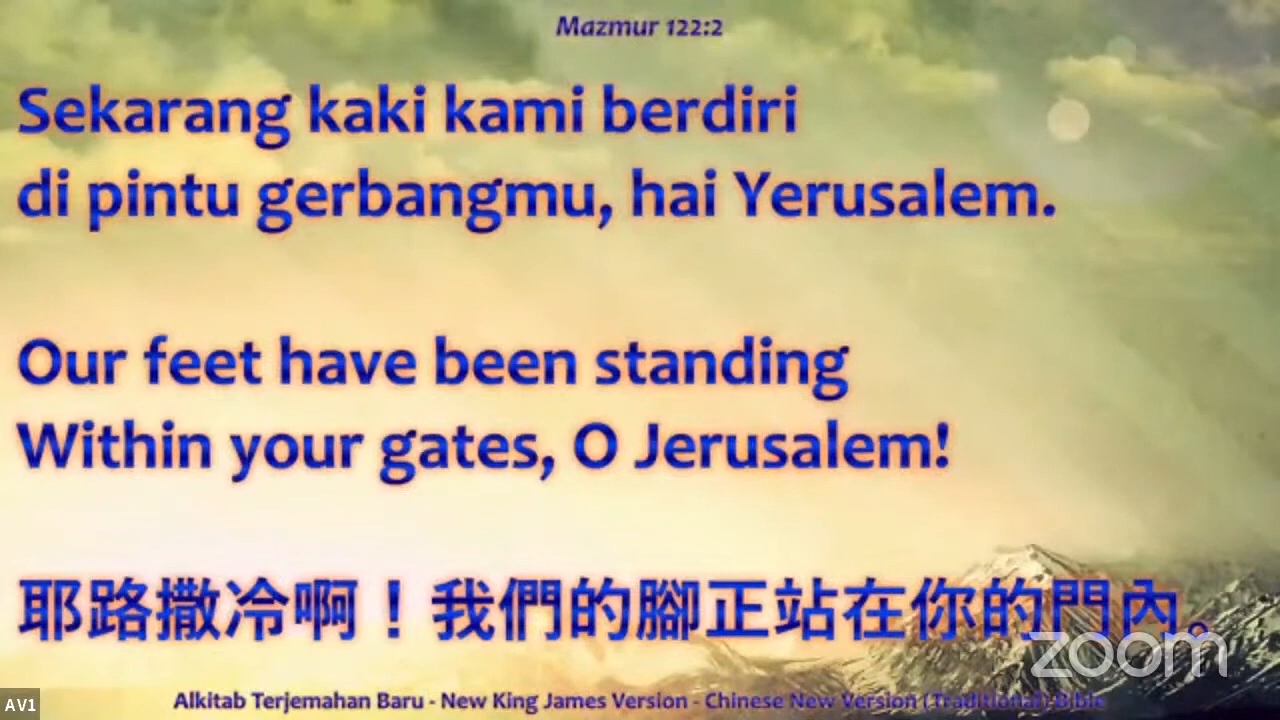 Mazmur 122:2
Sekarang kaki kami berdiri
di pintu gerbangmu, hai Yerusalem.
Our feet have been standing
Within your gates, O Jerusalem!
耶路撒冷啊！我們的腳正站在你的門內。
zoom
AV1
Alkitab Terjemahan Baru - New King James Version - Chinese New Version (Traditional) Bible